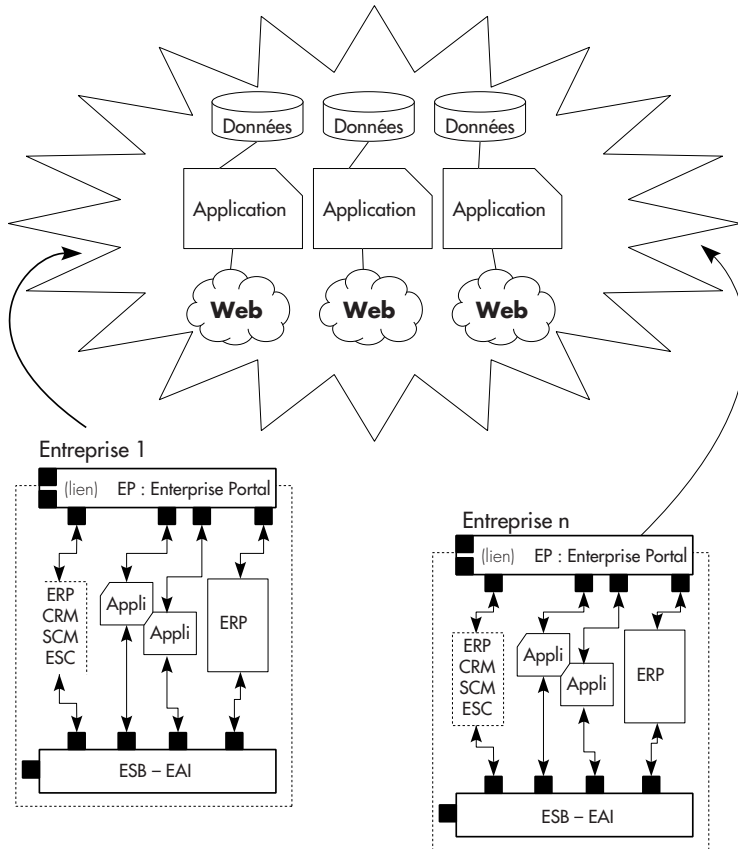 Données Données Données
Application Application Application
Web Web Web
Entreprise 1
(lien) EP : Enterprise Portal
ERP
CRM
SCM
ESC
Appli
Appli
ERP
ESB – EAI
Entreprise n
(lien) EP : Enterprise Portal
ERP
CRM
SCM
ESC
Appli
Appli
ERP
ESB – EAI